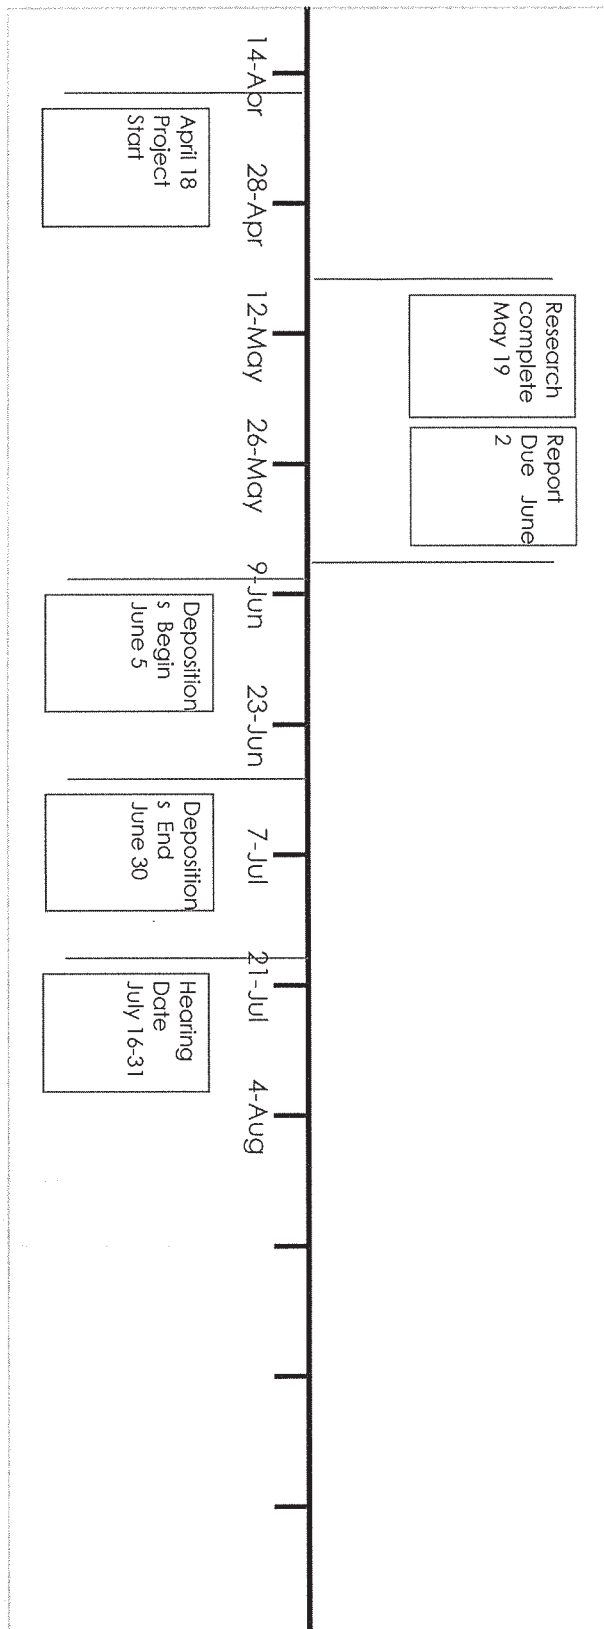 Research
complete
May 19
Report
Due June
2
14-Apr
28-Apr
12-May
26-May
9-Jun
23-Jun
7-Jul
21-Jul
4-Aug
April 18
Project
Start
Deposition
s Begin
June 5
Deposition
s End
June 30
Hearing
Date
July 16-31